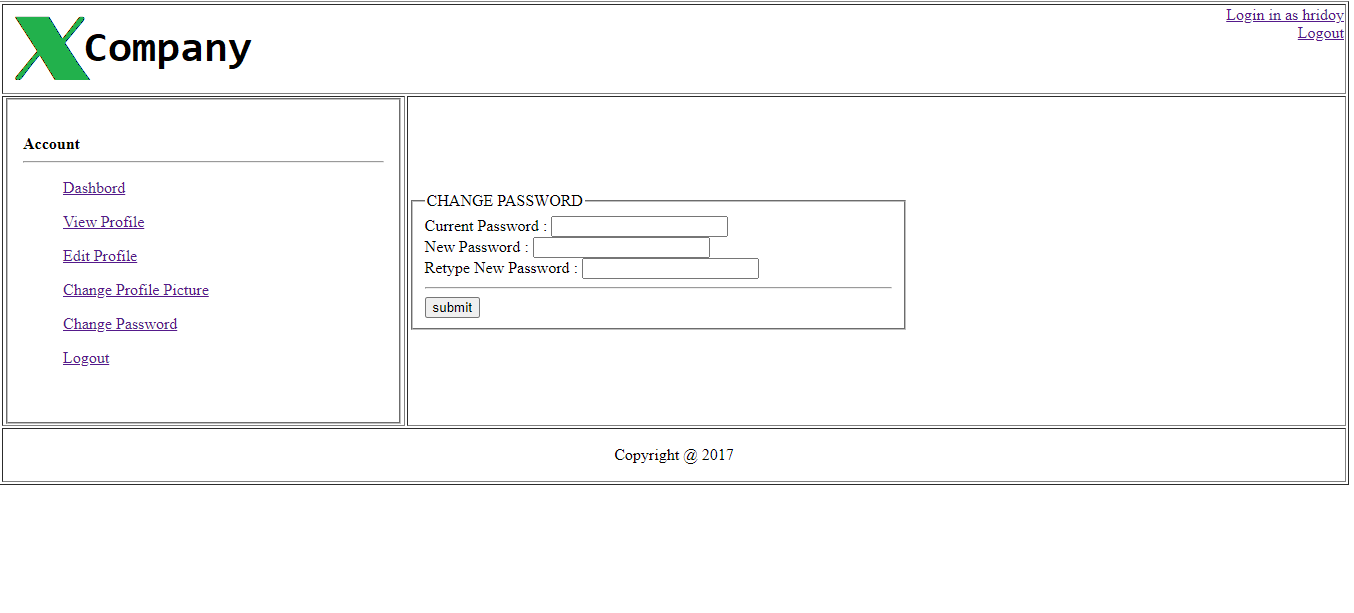 XCompany
Login in as hridoy
Logout
Account
Dashbord
View Profile
Edit Profile
Change Profile Picture
Change Password
Logout
CHANGE PASSWORD
Current Password :
New Password :
Retype New Password :
submit
Copyright @ 2017